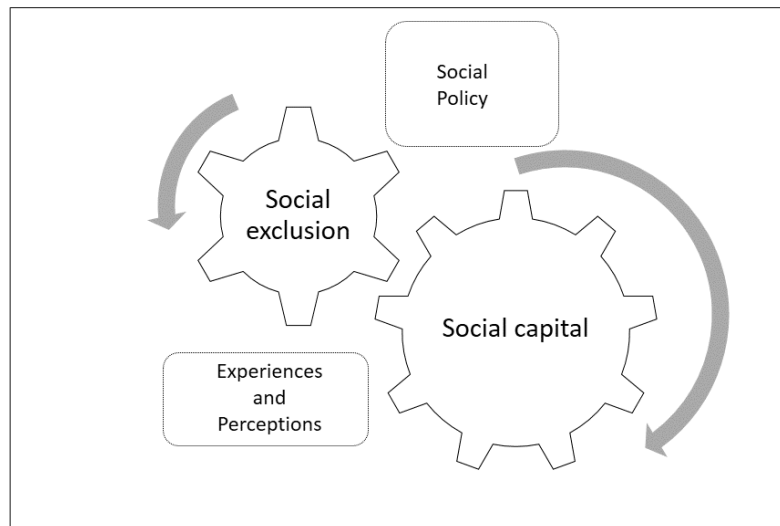 Social
Policy
Social
exclusion
Social capital
Experiences
and
Perceptions